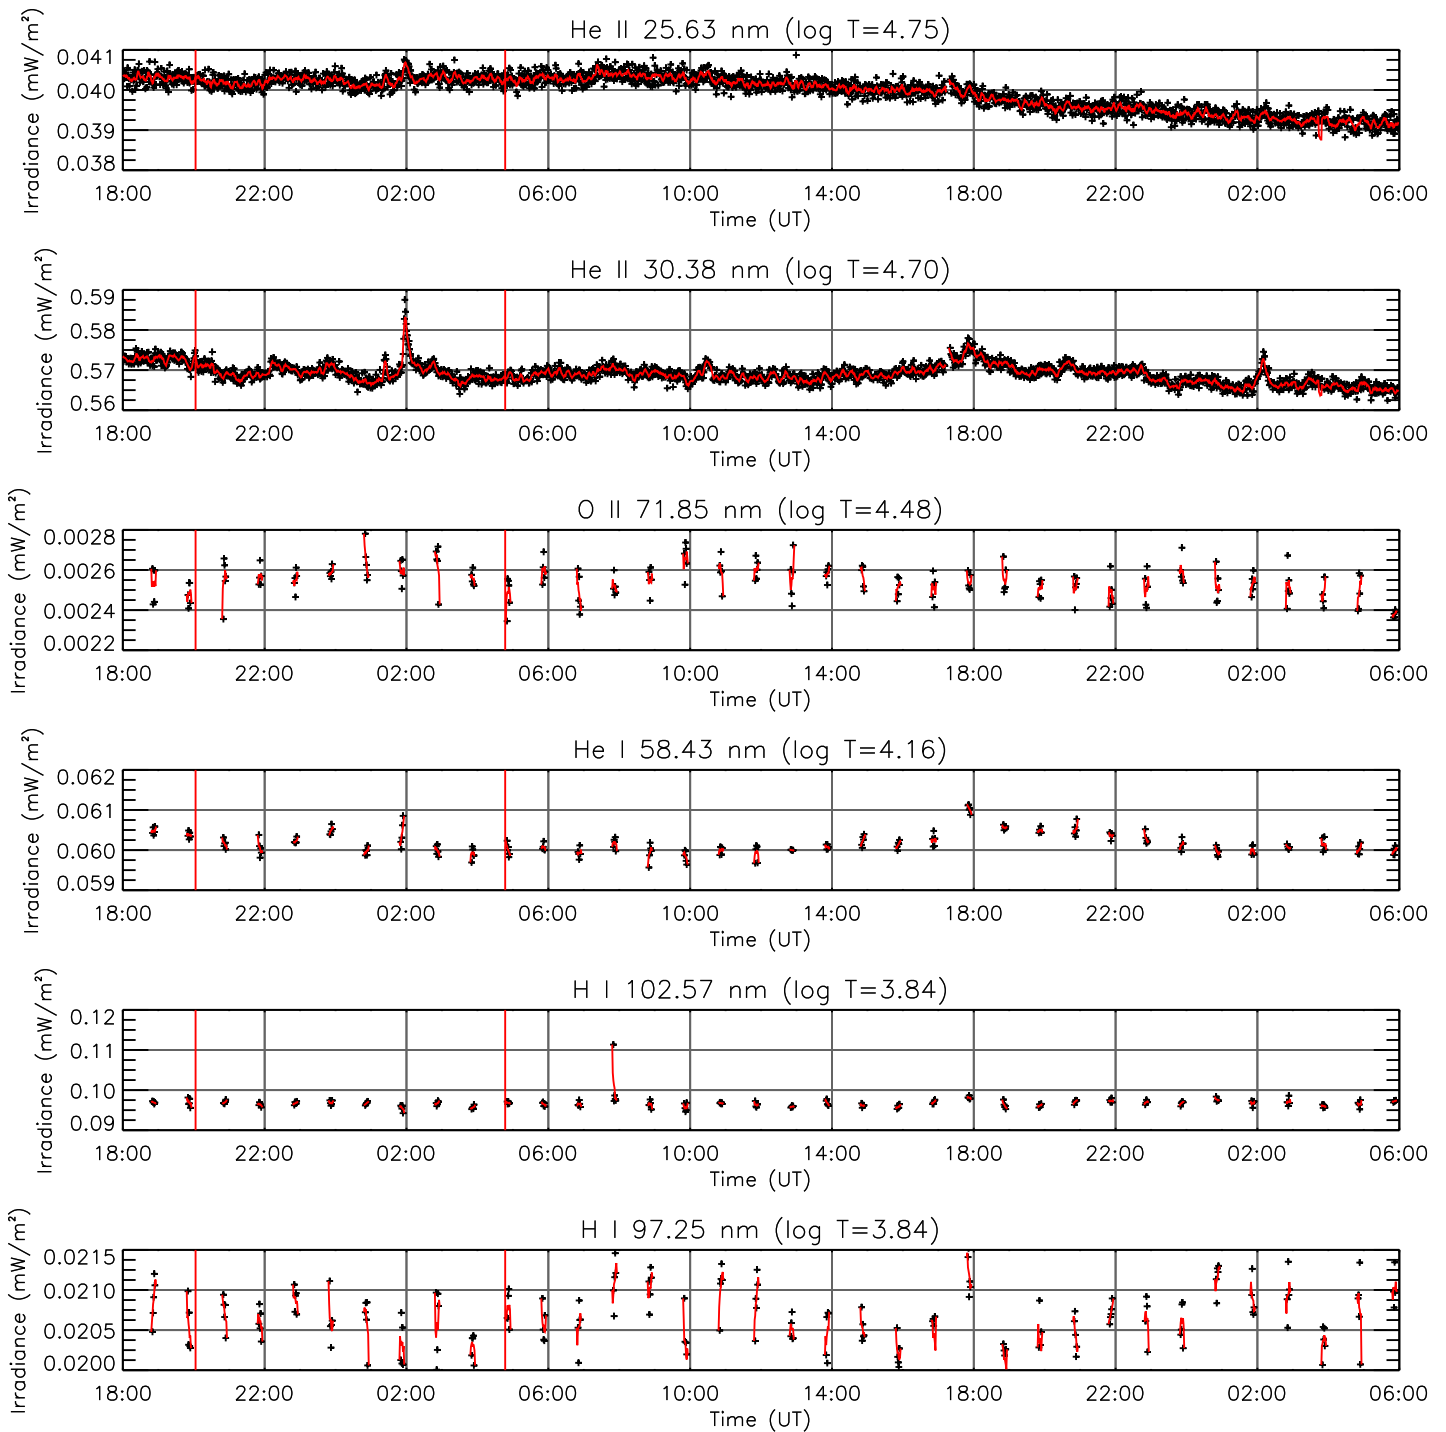 He II 25.63 nm (log T=4.75)
Irradiance (mW/m²)
0.041
0.040
0.039
0.038
18:00 22:00 02:00 06:00 10:00 14:00 18:00 22:00 02:00 06:00
Time (UT)
He II 30.38 nm (log T=4.70)
Irradiance (mW/m²)
0.59
0.58
0.57
0.56
18:00 22:00 02:00 06:00 10:00 14:00 18:00 22:00 02:00 06:00
Time (UT)
O II 71.85 nm (log T=4.48)
Irradiance (mW/m²)
0.0028
0.0026
0.0024
0.0022
18:00 22:00 02:00 06:00 10:00 14:00 18:00 22:00 02:00 06:00
Time (UT)
He I 58.43 nm (log T=4.16)
Irradiance (mW/m²)
0.062
0.061
0.060
0.059
18:00 22:00 02:00 06:00 10:00 14:00 18:00 22:00 02:00 06:00
Time (UT)
H I 102.57 nm (log T=3.84)
Irradiance (mW/m²)
0.12
0.11
0.10
0.09
18:00 22:00 02:00 06:00 10:00 14:00 18:00 22:00 02:00 06:00
Time (UT)
H I 97.25 nm (log T=3.84)
Irradiance (mW/m²)
0.0215
0.0210
0.0205
0.0200
18:00 22:00 02:00 06:00 10:00 14:00 18:00 22:00 02:00 06:00
Time (UT)